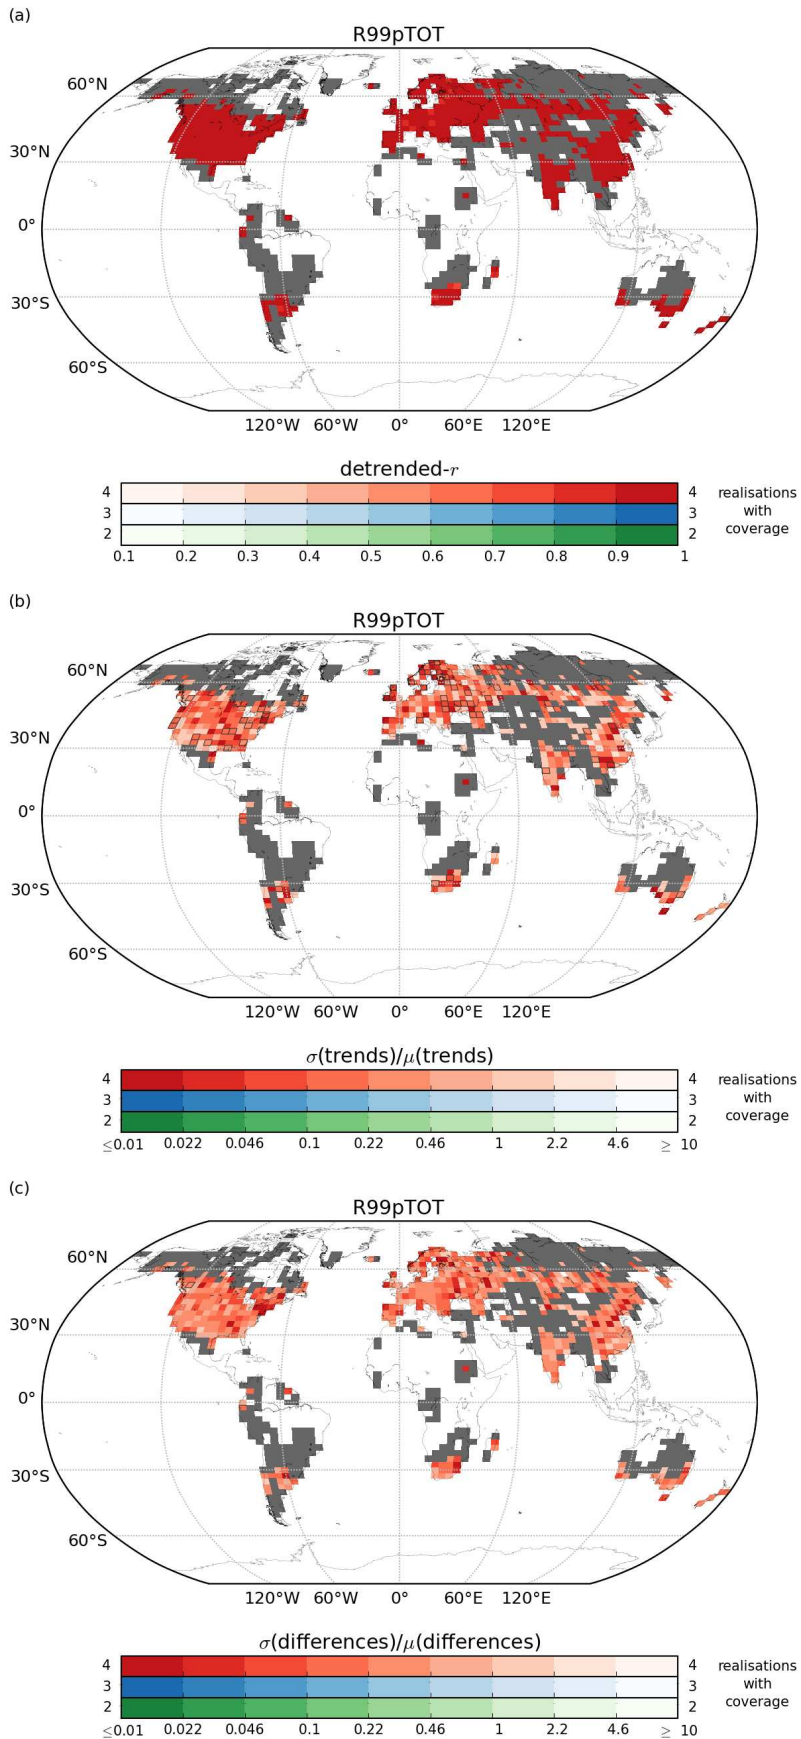 (a)
R99pTOT
60°N
30°N
0°
30°S
60°S
120°W 60°W 0° 60°E 120°E
detrended-r
4 4 realisations
3 3 with
2 2 coverage
0.1 0.2 0.3 0.4 0.5 0.6 0.7 0.8 0.9 1
(b)
R99pTOT
60°N
30°N
0°
30°S
60°S
120°W 60°W 0° 60°E 120°E
σ(trends)/μ(trends)
4 4 realisations
3 3 with
2 2 coverage
≤0.01 0.022 0.046 0.1 0.22 0.46 1 2.2 4.6 ≥ 10
(c)
R99pTOT
60°N
30°N
0°
30°S
60°S
120°W 60°W 0° 60°E 120°E
σ(differences)/μ(differences)
4 4 realisations
3 3 with
2 2 coverage
≤0.01 0.022 0.046 0.1 0.22 0.46 1 2.2 4.6 ≥ 10